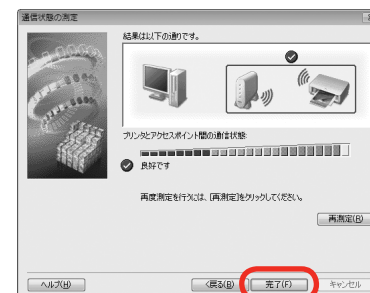 通信状態の測定
結果は以下の通りです。
プリンタとアクセスポイント間の通信状態:
良好です
再度測定を行うには、[再測定]をクリックしてください。
再測定(R)
ヘルプ(H)
<戻る(B)
完了(F)
キャンセル